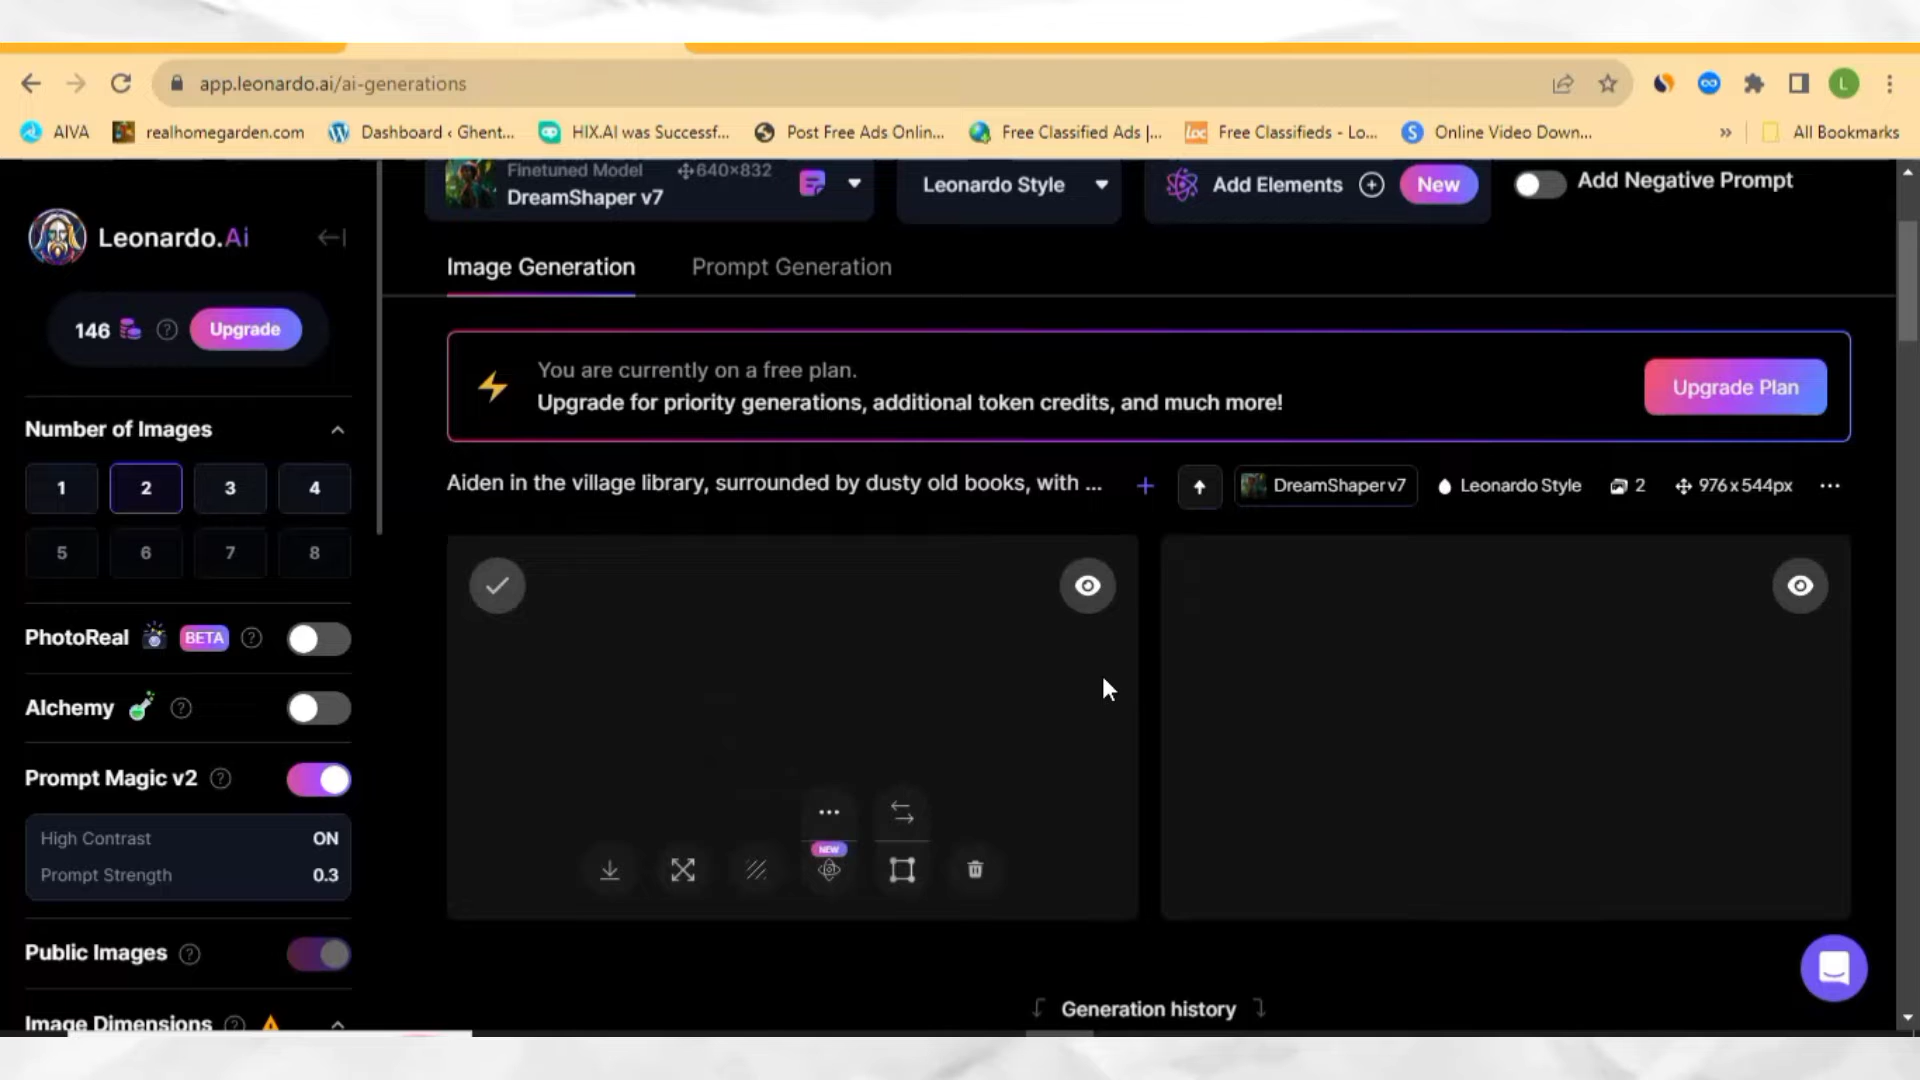 app.leonardo.ai/ai-generations
L
AIVA
realhomegarden.com
Dashboard ‹ Ghent...
HIX.AI was Successf...
Post Free Ads Onlin...
Free Classified Ads |...
Loc
Free Classifieds - Lo...
S
Online Video Down...
»
All Bookmarks
Finetuned Model
640×832
DreamShaper v7
Leonardo Style
Add Elements
New
Add Negative Prompt
Leonardo.Ai
146
Upgrade
Image Generation
Prompt Generation
You are currently on a free plan.
Upgrade for priority generations, additional token credits, and much more!
Upgrade Plan
Number of Images
1
2
3
4
5
6
7
8
Aiden in the village library, surrounded by dusty old books, with ...
DreamShaper v7
Leonardo Style
2
976 x 544px
PhotoReal
BETA
Alchemy
Prompt Magic v2
High Contrast
ON
Prompt Strength
0.3
NEW
Public Images
Image Dimensions
Generation history